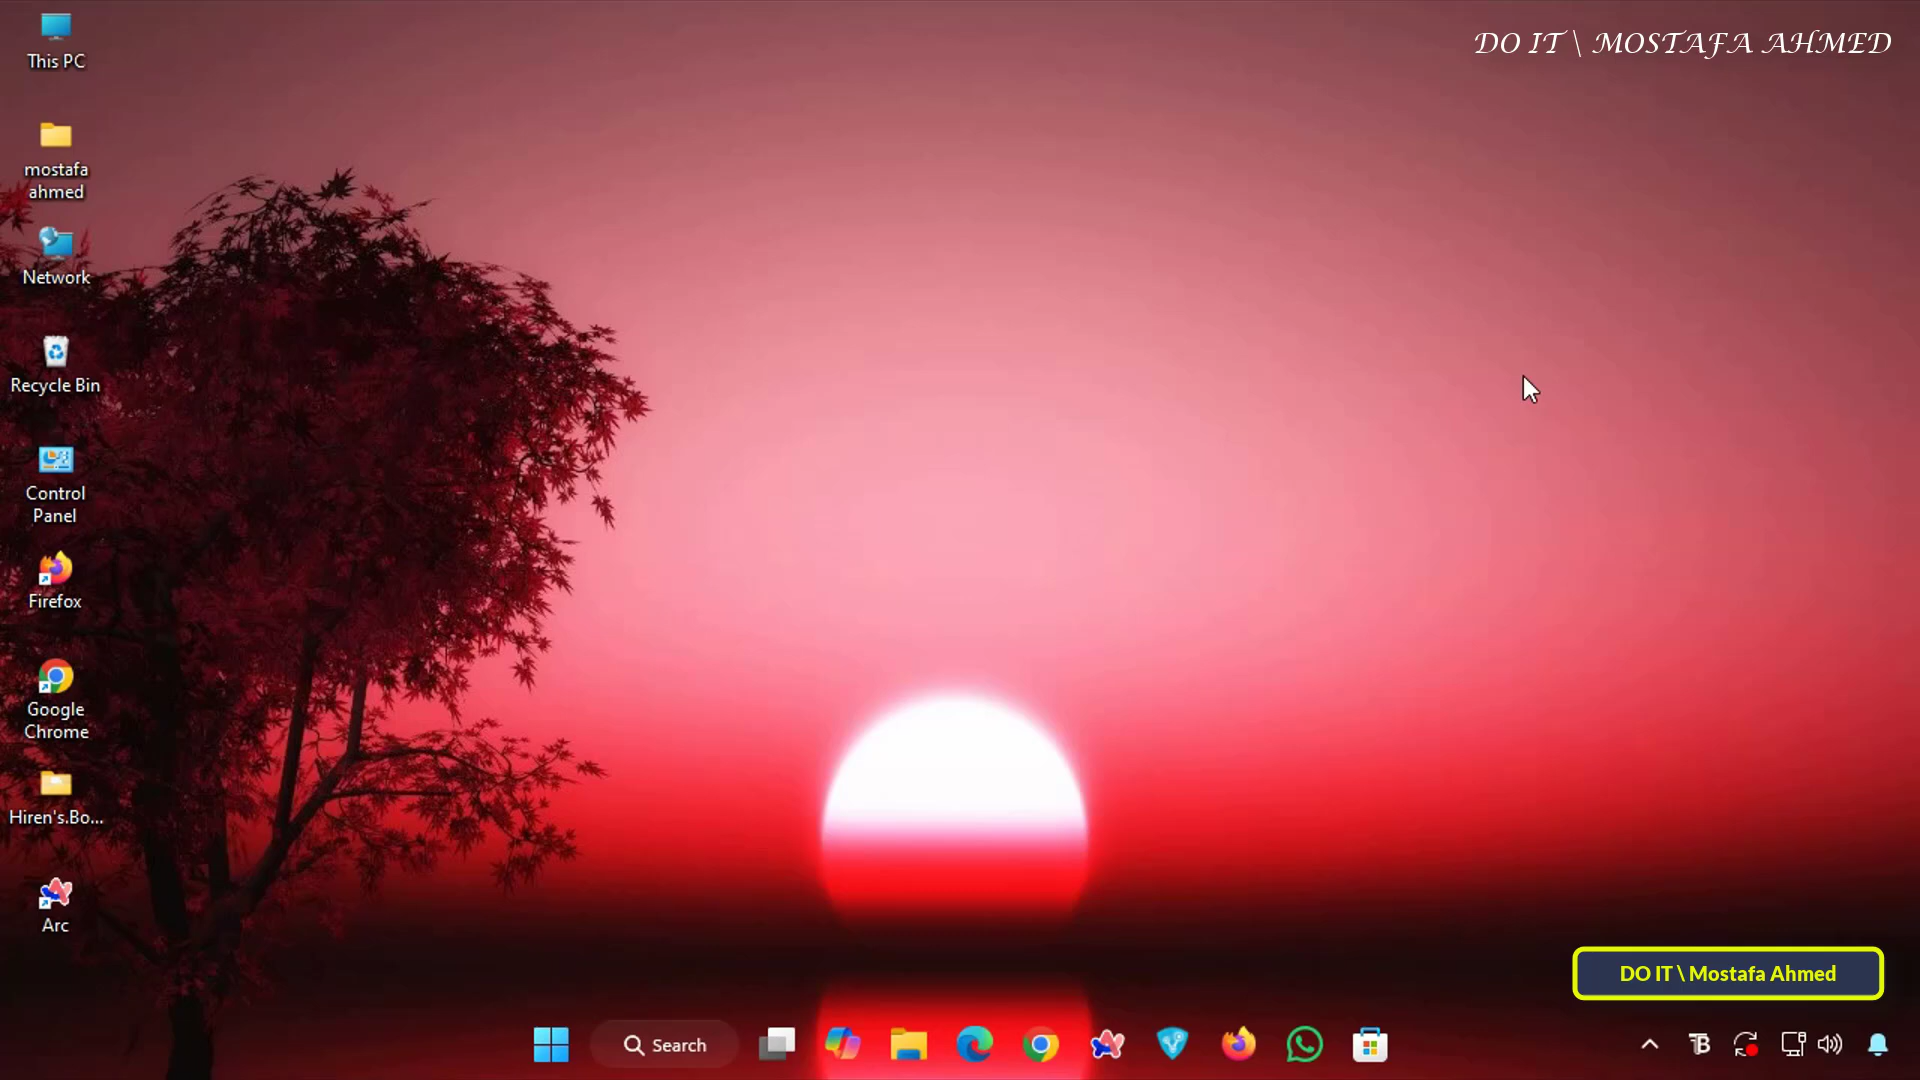 This PC
DO IT \ MOSTAFA AHMED
mostafa
ahmed
Network
Recycle Bin
Control
Panel
Firefox
Google
Chrome
Hiren's.Bo...
Arc
DO IT \ Mostafa Ahmed
Search